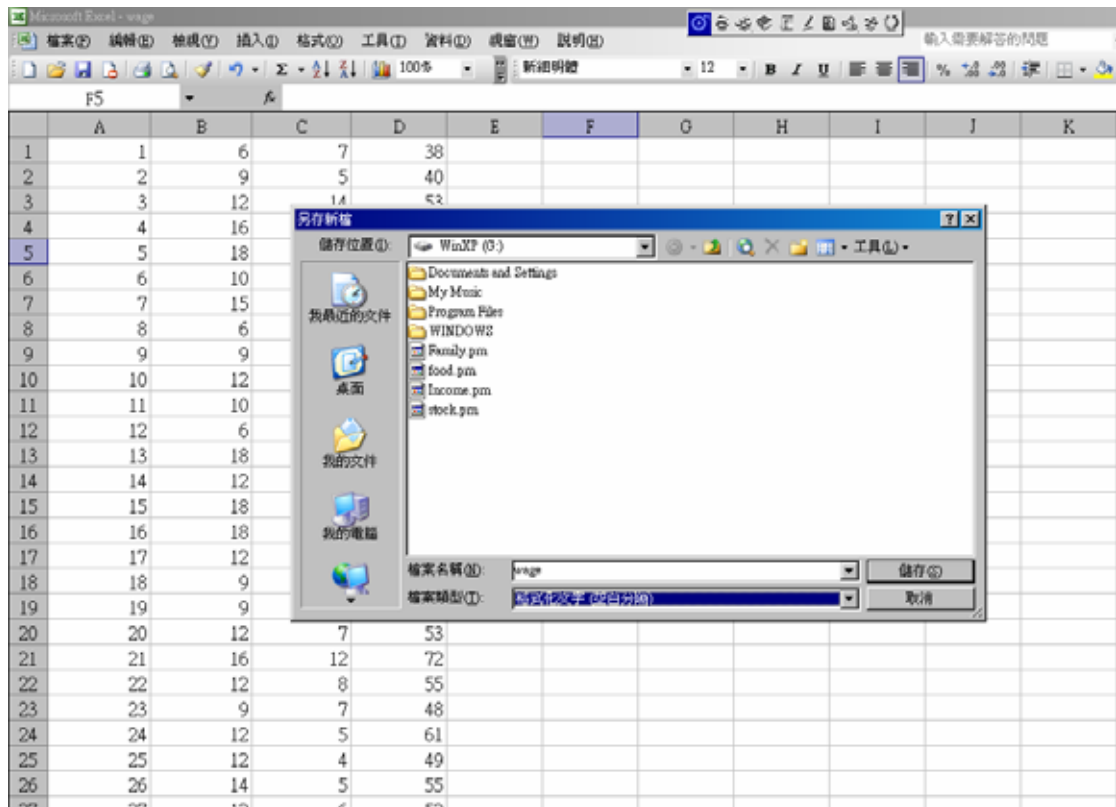 Microsoft Excel - wage
檔案(F) 編輯(E) 檢視(V) 插入(I) 格式(O) 工具(T) 資料(D) 視窗(W) 說明(H) 輸入需要解答的問題
100% 新細明體 12 B I U %
F5 fx
A B C D E F G H I J K
1 1 6 7 38
2 2 9 5 40
3 3 12 14 53
4 4 16
5 5 18
6 6 10
7 7 15
8 8 6
9 9 9
10 10 12
11 11 10
12 12 6
13 13 18
14 14 12
15 15 18
16 16 18
17 17 12
18 18 9
19 19 9
20 20 12 7 53
21 21 16 12 72
22 22 12 8 55
23 23 9 7 48
24 24 12 5 61
25 25 12 4 49
26 26 14 5 55
另存新檔
儲存位置(I): WinXP (G:) 工具(L)
我最近的文件
桌面
我的文件
我的電腦
Documents and Settings
My Music
Program Files
WINDOWS
Family.prn
food.prn
Income.prn
stock.prn
檔案名稱(N): wage 儲存(S)
檔案類型(T): 格式化文字 (空白分隔) 取消